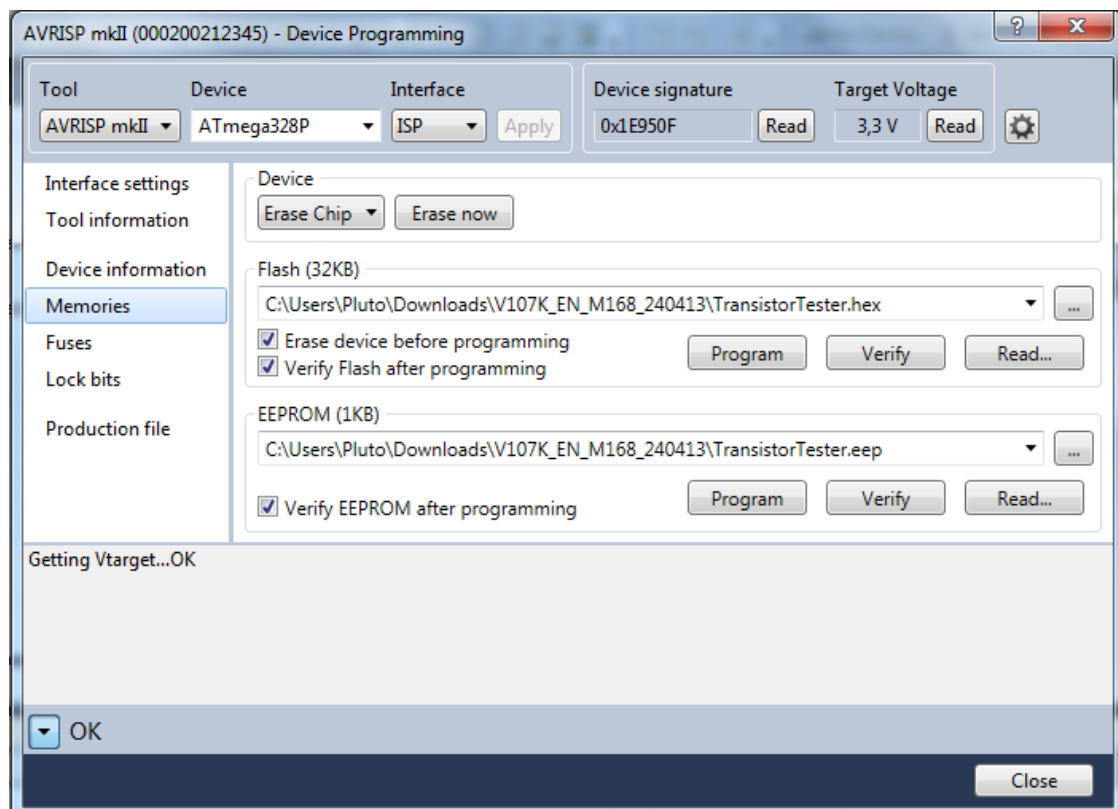 AVRISP mkII (000200212345) - Device Programming
? X
Tool Device Interface Device signature Target Voltage
AVRISP mkII ATmega328P ISP Apply 0x1E950F Read 3,3 V Read
Interface settings
Tool information
Device information
Memories
Fuses
Lock bits
Production file
Device
Erase Chip Erase now
Flash (32KB)
C:\Users\Pluto\Downloads\V107K_EN_M168_240413\TransistorTester.hex ...
Erase device before programming
Verify Flash after programming
Program Verify Read...
EEPROM (1KB)
C:\Users\Pluto\Downloads\V107K_EN_M168_240413\TransistorTester.eep ...
Verify EEPROM after programming
Program Verify Read...
Getting Vtarget...OK
OK
Close